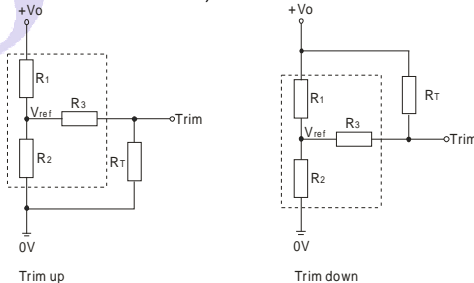 +Vo
R1
Vref
R3
Trim
R2
RT
0V
Trim up
+Vo
R1
RT
Vref
R3
Trim
R2
0V
Trim down